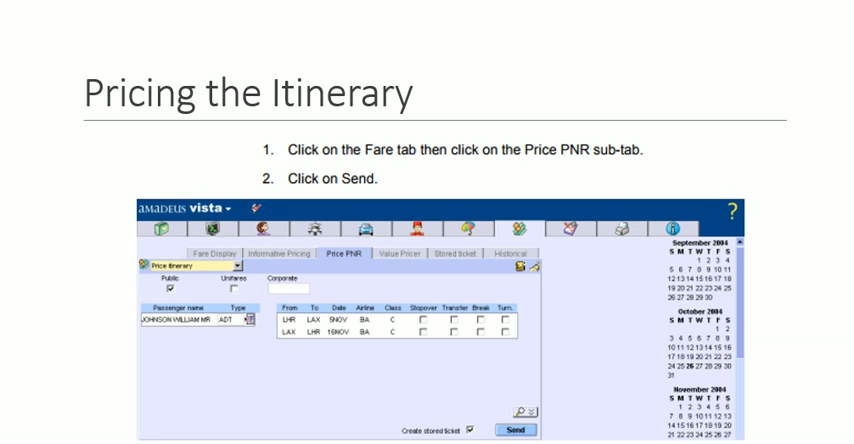 Pricing the Itinerary
1. Click on the Fare tab then click on the Price PNR sub-tab.
2. Click on Send.
AMADEUS vista
?
Fare Display Informative Pricing Price PNR Value Pricer Stored ticket Historical
Price Itinerary
Public Unifares Corporate
Passenger name Type From To Date Airline Class Stopover Transfer Break Turn.
JOHNSON WILLIAM MR ADT LHR LAX 5NOV BA C
LAX LHR 16NOV BA C
Create stored ticket Send
September 2004
S M T W T F S
1 2 3 4
5 6 7 8 9 10 11
12 13 14 15 16 17 18
19 20 21 22 23 24 25
26 27 28 29 30
October 2004
S M T W T F S
1 2
3 4 5 6 7 8 9
10 11 12 13 14 15 16
17 18 19 20 21 22 23
24 25 26 27 28 29 30
31
November 2004
S M T W T F S
1 2 3 4 5 6
7 8 9 10 11 12 13
14 15 16 17 18 19 20
21 22 23 24 25 26 27